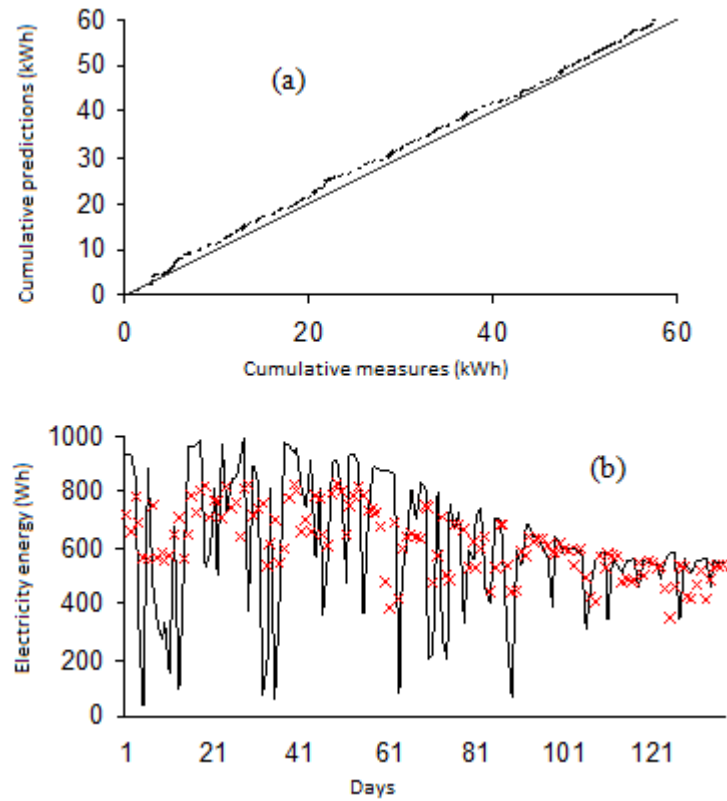 60
50
40
30
20
10
0
Cumulative predictions (kWh)
(a)
0 20 40 60
Cumulative measures (kWh)
1000
800
600
400
200
0
Electricity energy (Wh)
(b)
1 21 41 61 81 101 121
Days